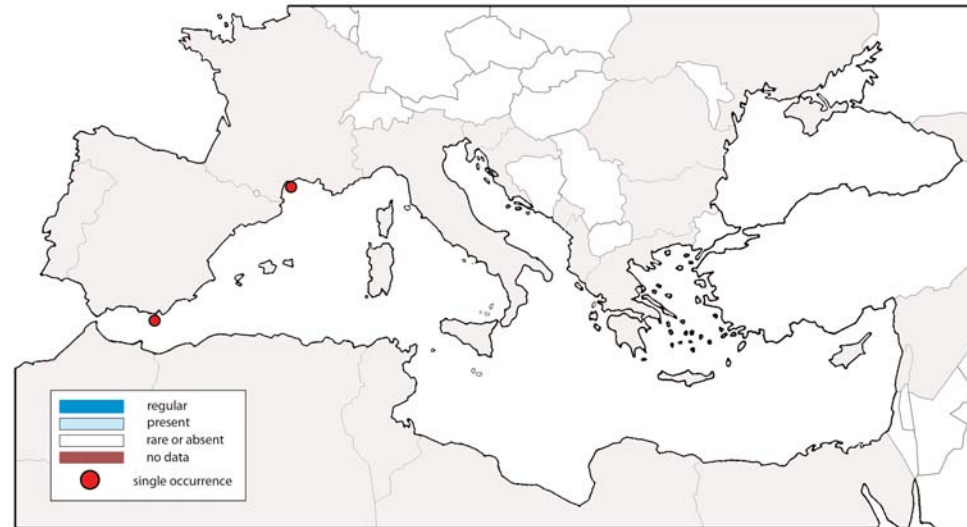 regular
present
rare or absent
no data
single occurrence